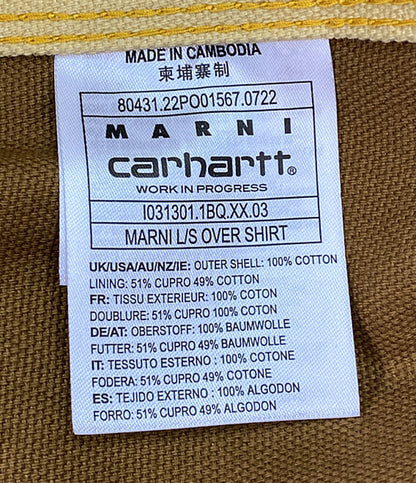 MADE IN CAMBODIA
柬埔寨制
80431.22PO01567.0722
MARNI
carhartt®
WORK IN PROGRESS
I031301.1BQ.XX.03
MARNI L/S OVER SHIRT
UK/USA/AU/NZ/IE: OUTER SHELL: 100% COTTON
LINING: 51% CUPRO 49% COTTON
FR: TISSU EXTERIEUR: 100% COTON
DOUBLURE: 51% CUPRO 100% COTON
DE/AT: OBERSTOFF: 100% BAUMWOLLE
FUTTER: 51% CUPRO 49% BAUMWOLLE
IT: TESSUTO ESTERNO : 100% COTONE
FODERA: 51% CUPRO 49% COTONE
ES: TEJIDO EXTERNO : 100% ALGODON
FORRO: 51% CUPRO 49% ALGODON